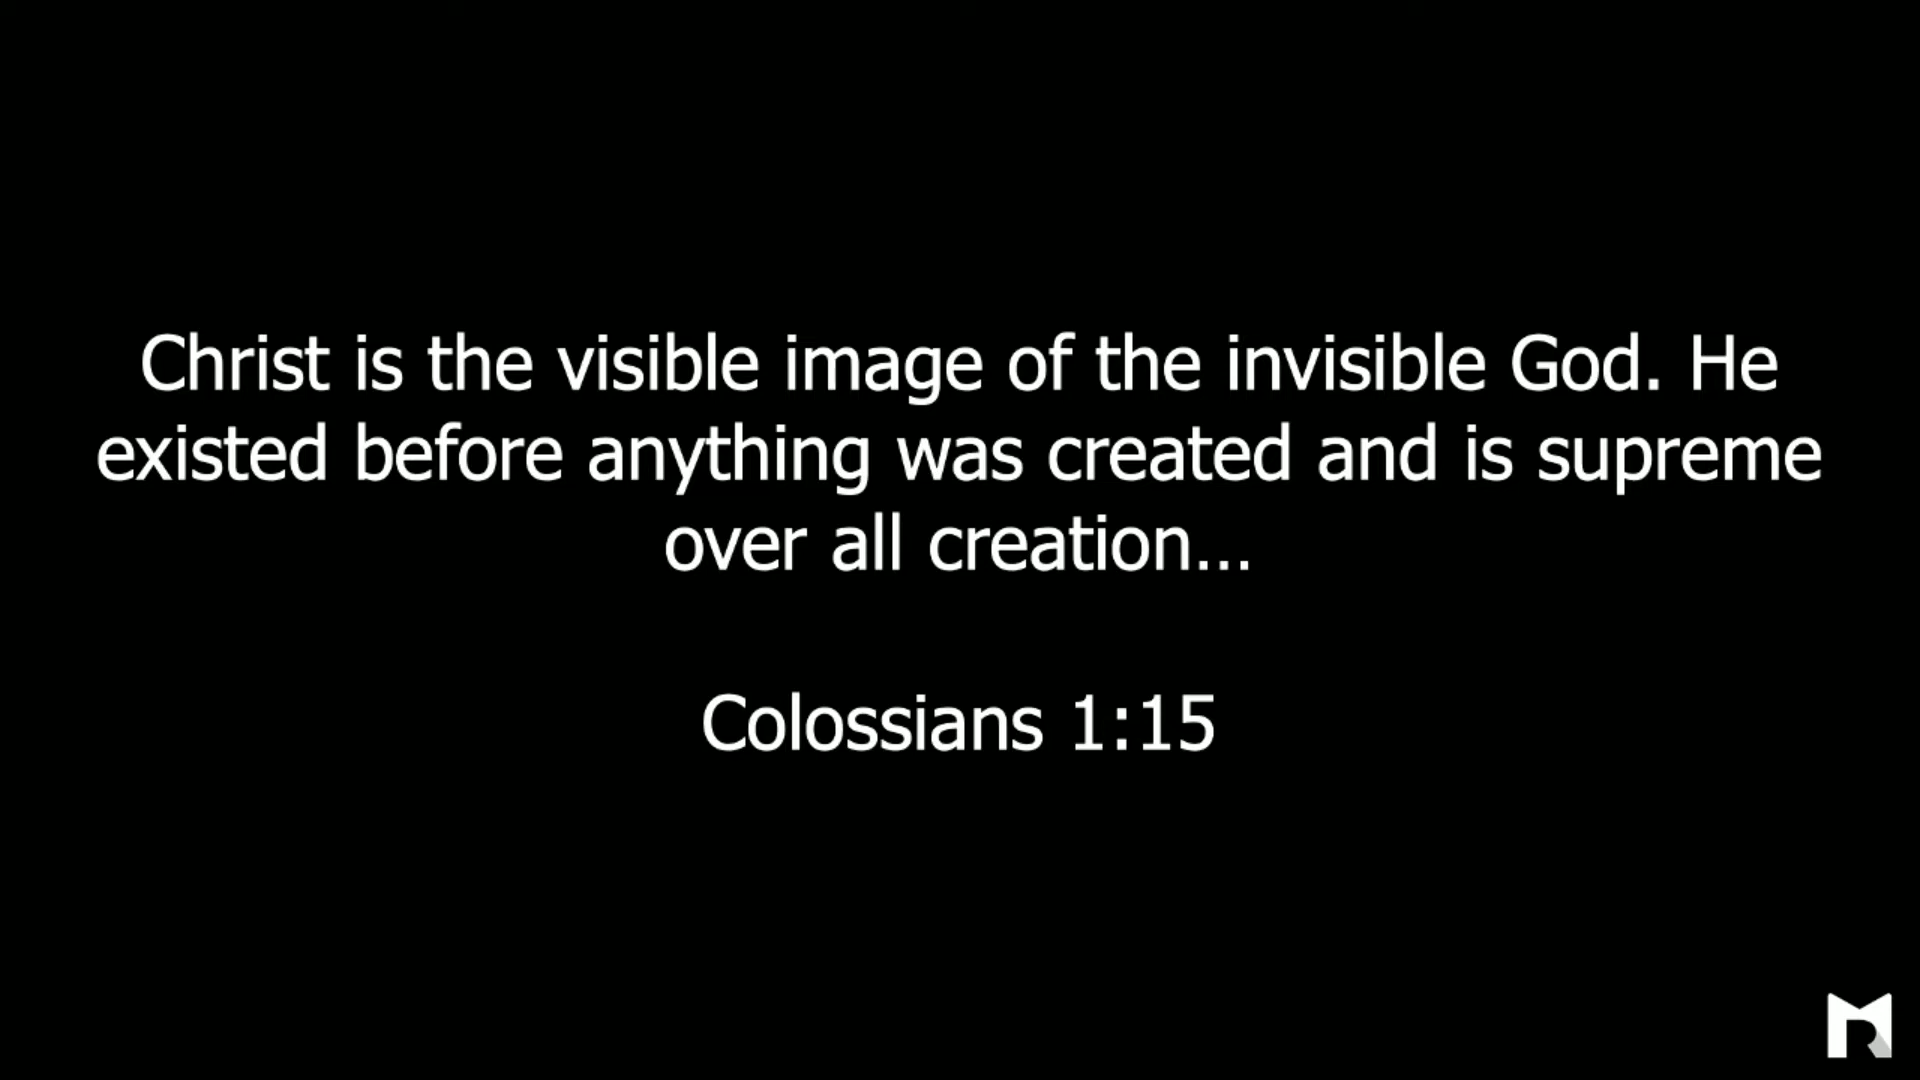 Christ is the visible image of the invisible God. He
existed before anything was created and is supreme
over all creation...
Colossians 1:15